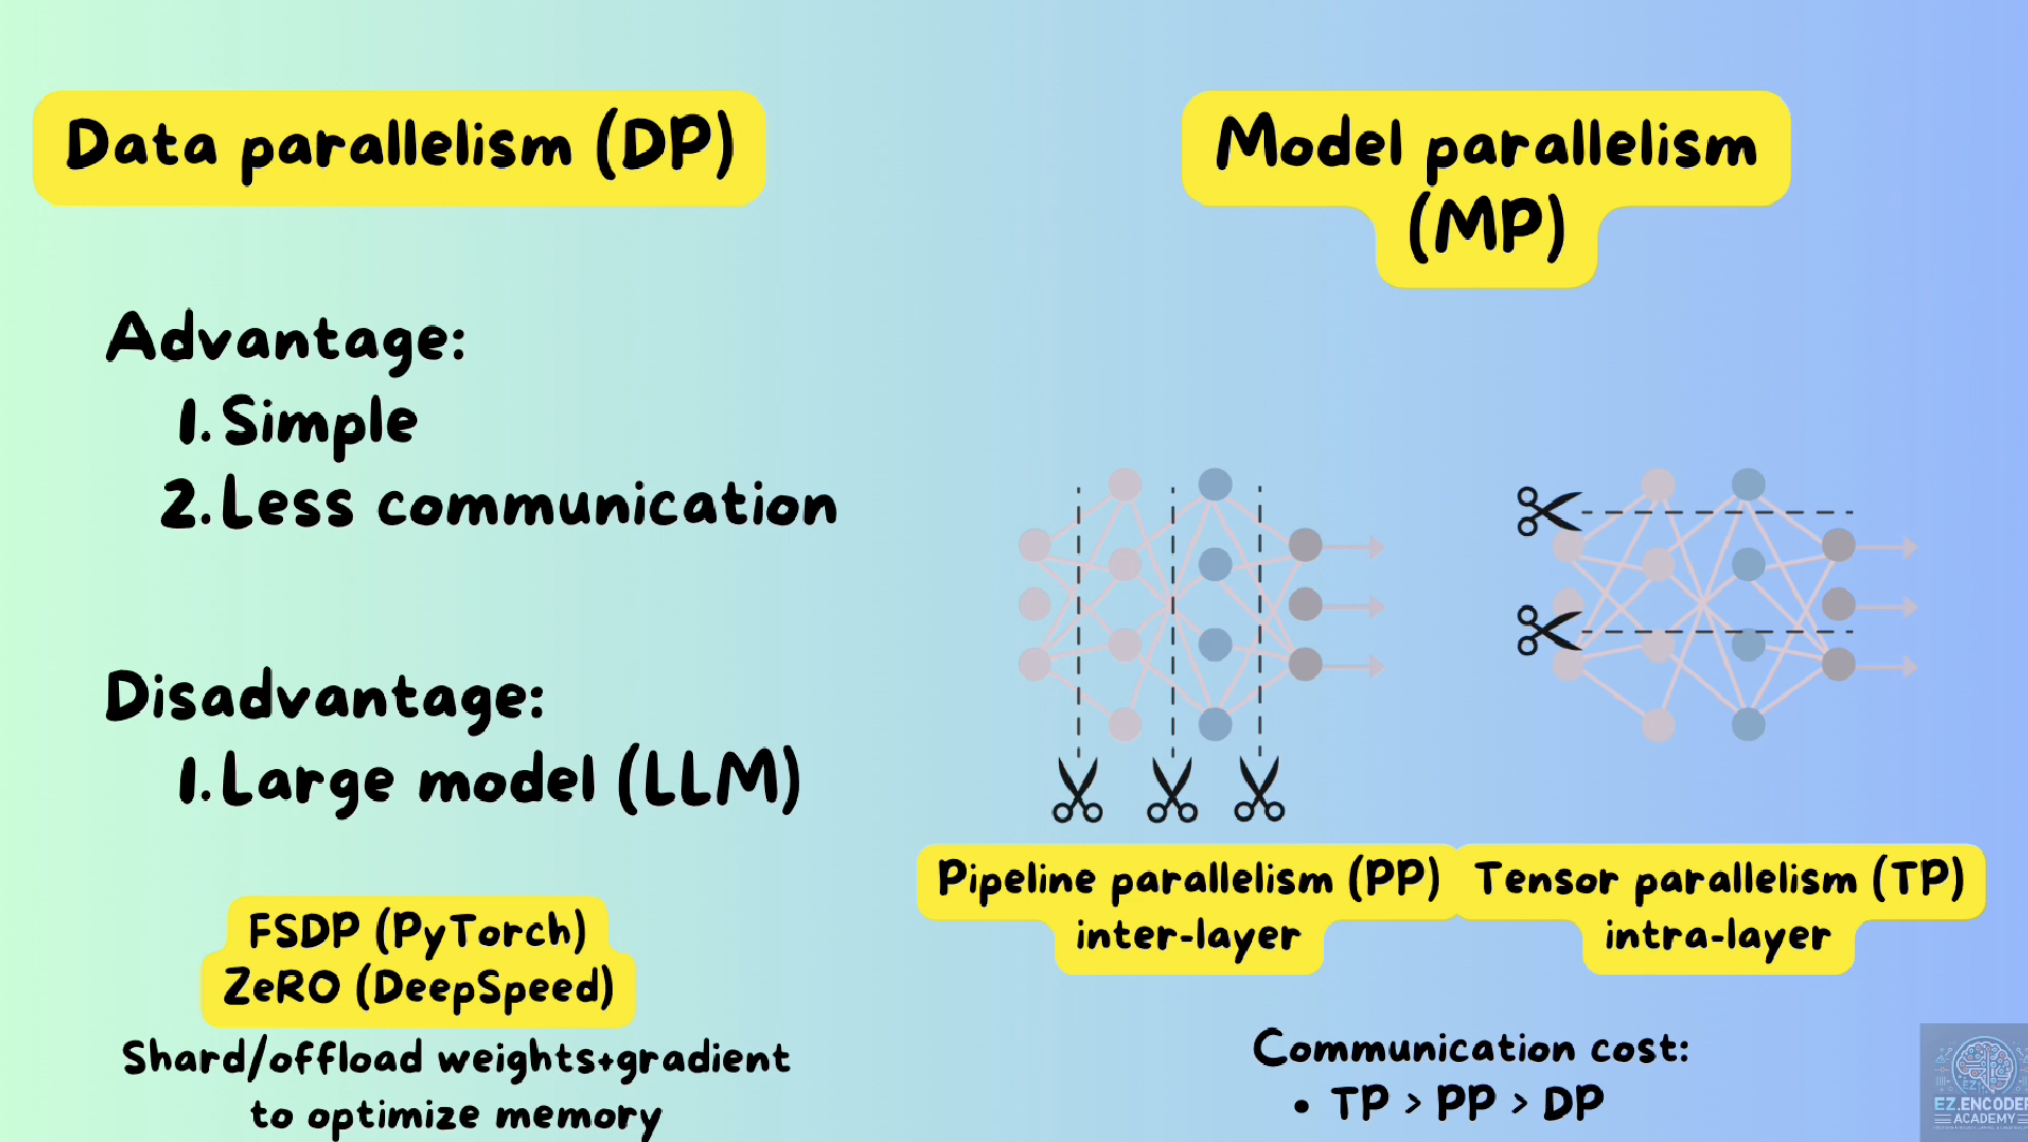 Data parallelism (DP)
Advantage:
1. Simple
2. Less communication
Disadvantage:
1. Large model (LLM)
FSDP (PyTorch)
ZeRO (DeepSpeed)
Shard/offload weights+gradient
to optimize memory
Model parallelism
(MP)
Pipeline parallelism (PP)
inter-layer
Tensor parallelism (TP)
intra-layer
Communication cost:
• TP > PP > DP
EZ.ENCODER
ACADEMY